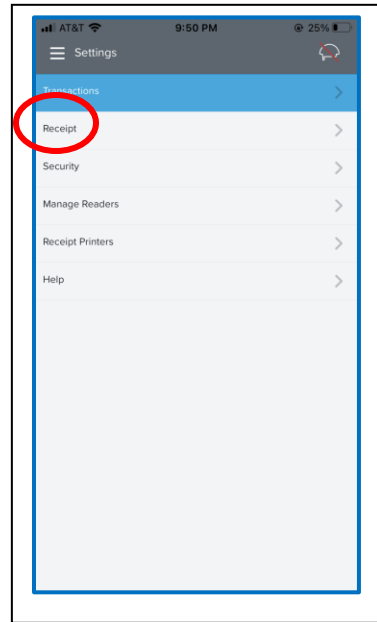 AT&T 9:50 PM 25%
Settings
Transactions
Receipt
Security
Manage Readers
Receipt Printers
Help